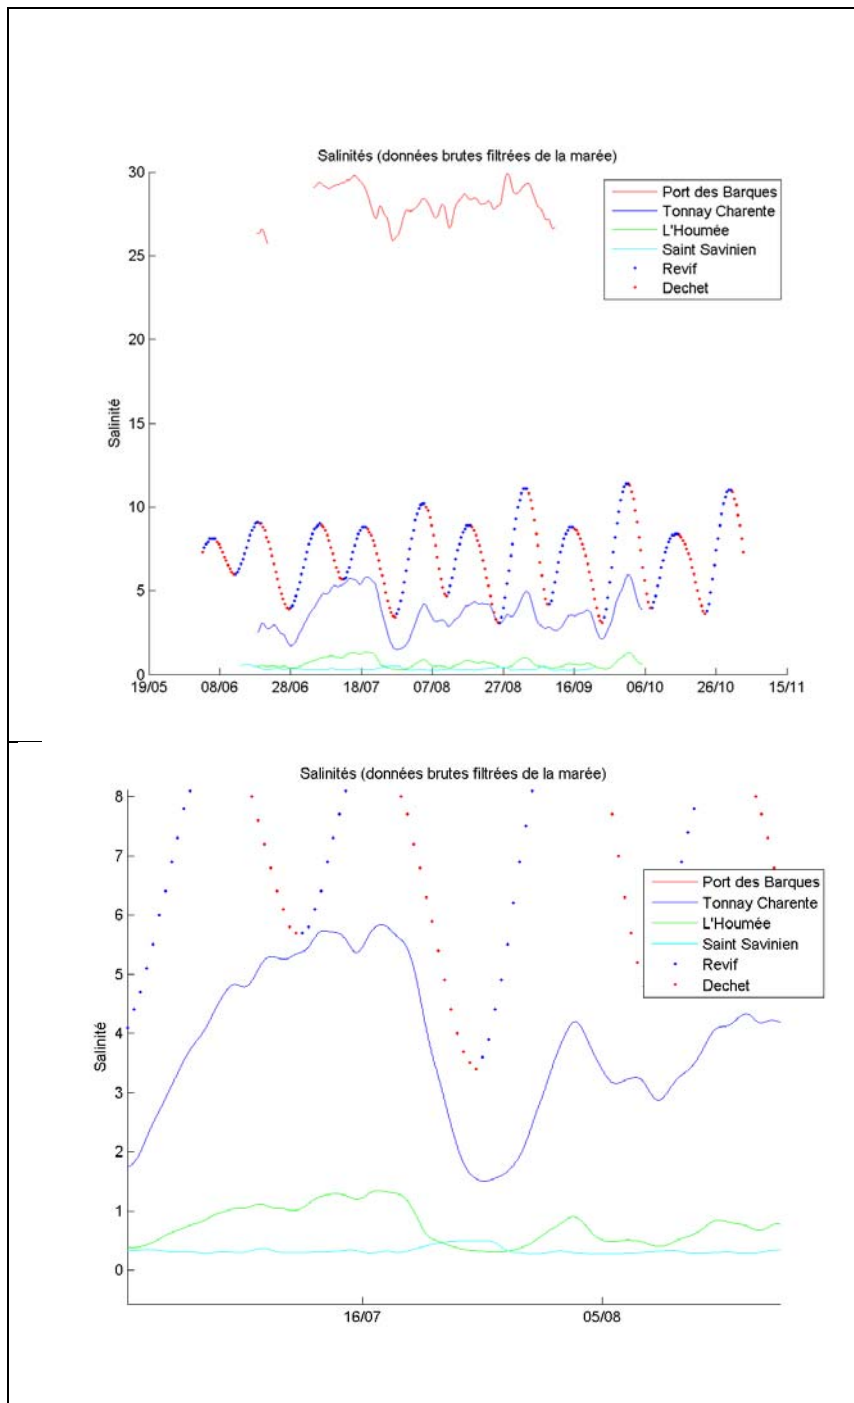 Salinités (données brutes filtrées de la marée)
30
25
20
15
10
5
0
Salinité
Port des Barques
Tonnay Charente
L'Houmée
Saint Savinien
Revif
Dechet
19/05 08/06 28/06 18/07 07/08 27/08 16/09 06/10 26/10 15/11
Salinités (données brutes filtrées de la marée)
8
7
6
5
4
3
2
1
0
Salinité
Port des Barques
Tonnay Charente
L'Houmée
Saint Savinien
Revif
Dechet
16/07 05/08